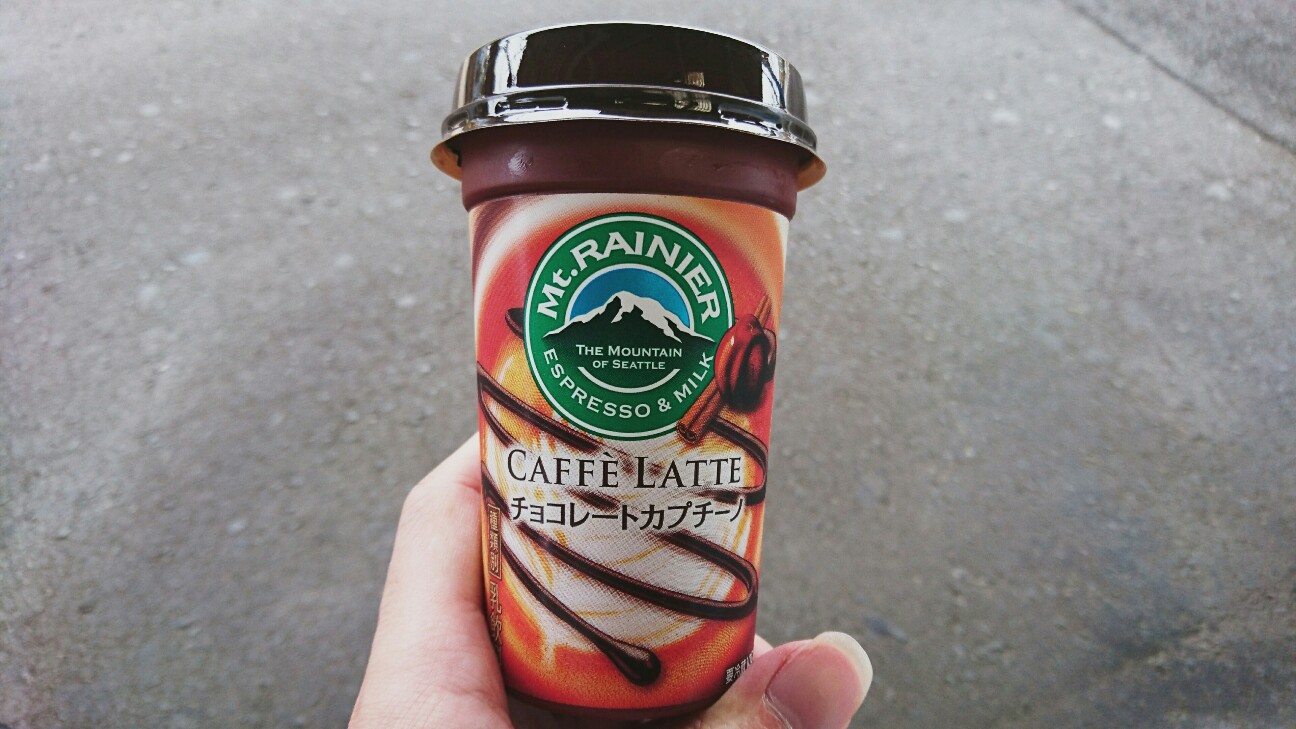 Mt. RAINIER
THE MOUNTAIN
OF SEATTLE
ESPRESSO & MILK
CAFFÈ LATTE
チョコレートカプチーノ